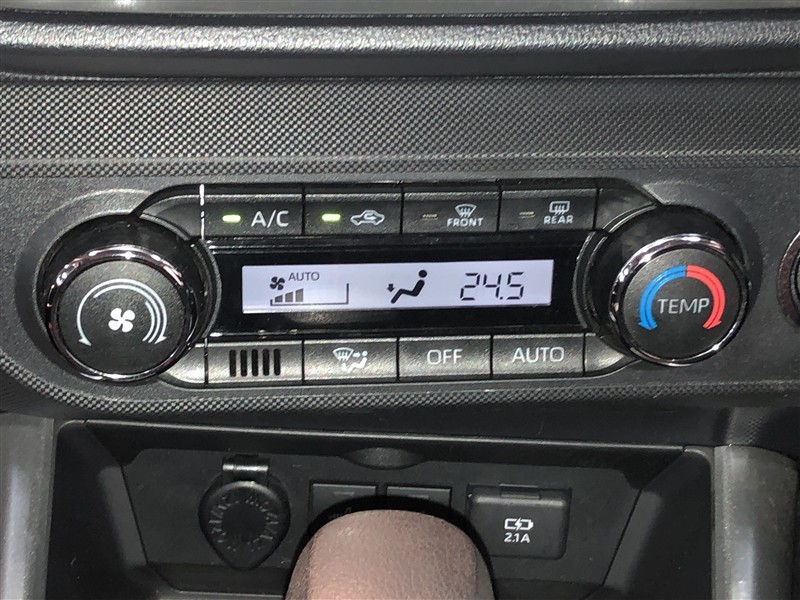 A/C
FRONT
REAR
AUTO
24.5
TEMP
OFF
AUTO
2.1A